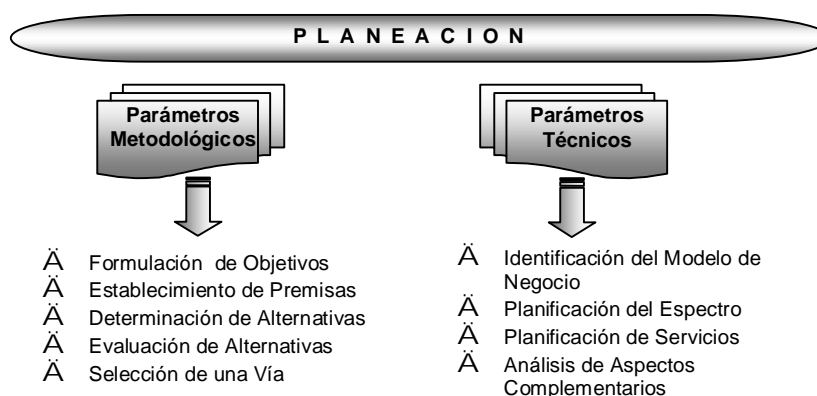 P L A N E A C I O N
Parámetros
Metodológicos
Ä Formulación de Objetivos
Ä Establecimiento de Premisas
Ä Determinación de Alternativas
Ä Evaluación de Alternativas
Ä Selección de una Vía
Parámetros
Técnicos
Ä Identificación del Modelo de
Negocio
Ä Planificación del Espectro
Ä Planificación de Servicios
Ä Análisis de Aspectos
Complementarios